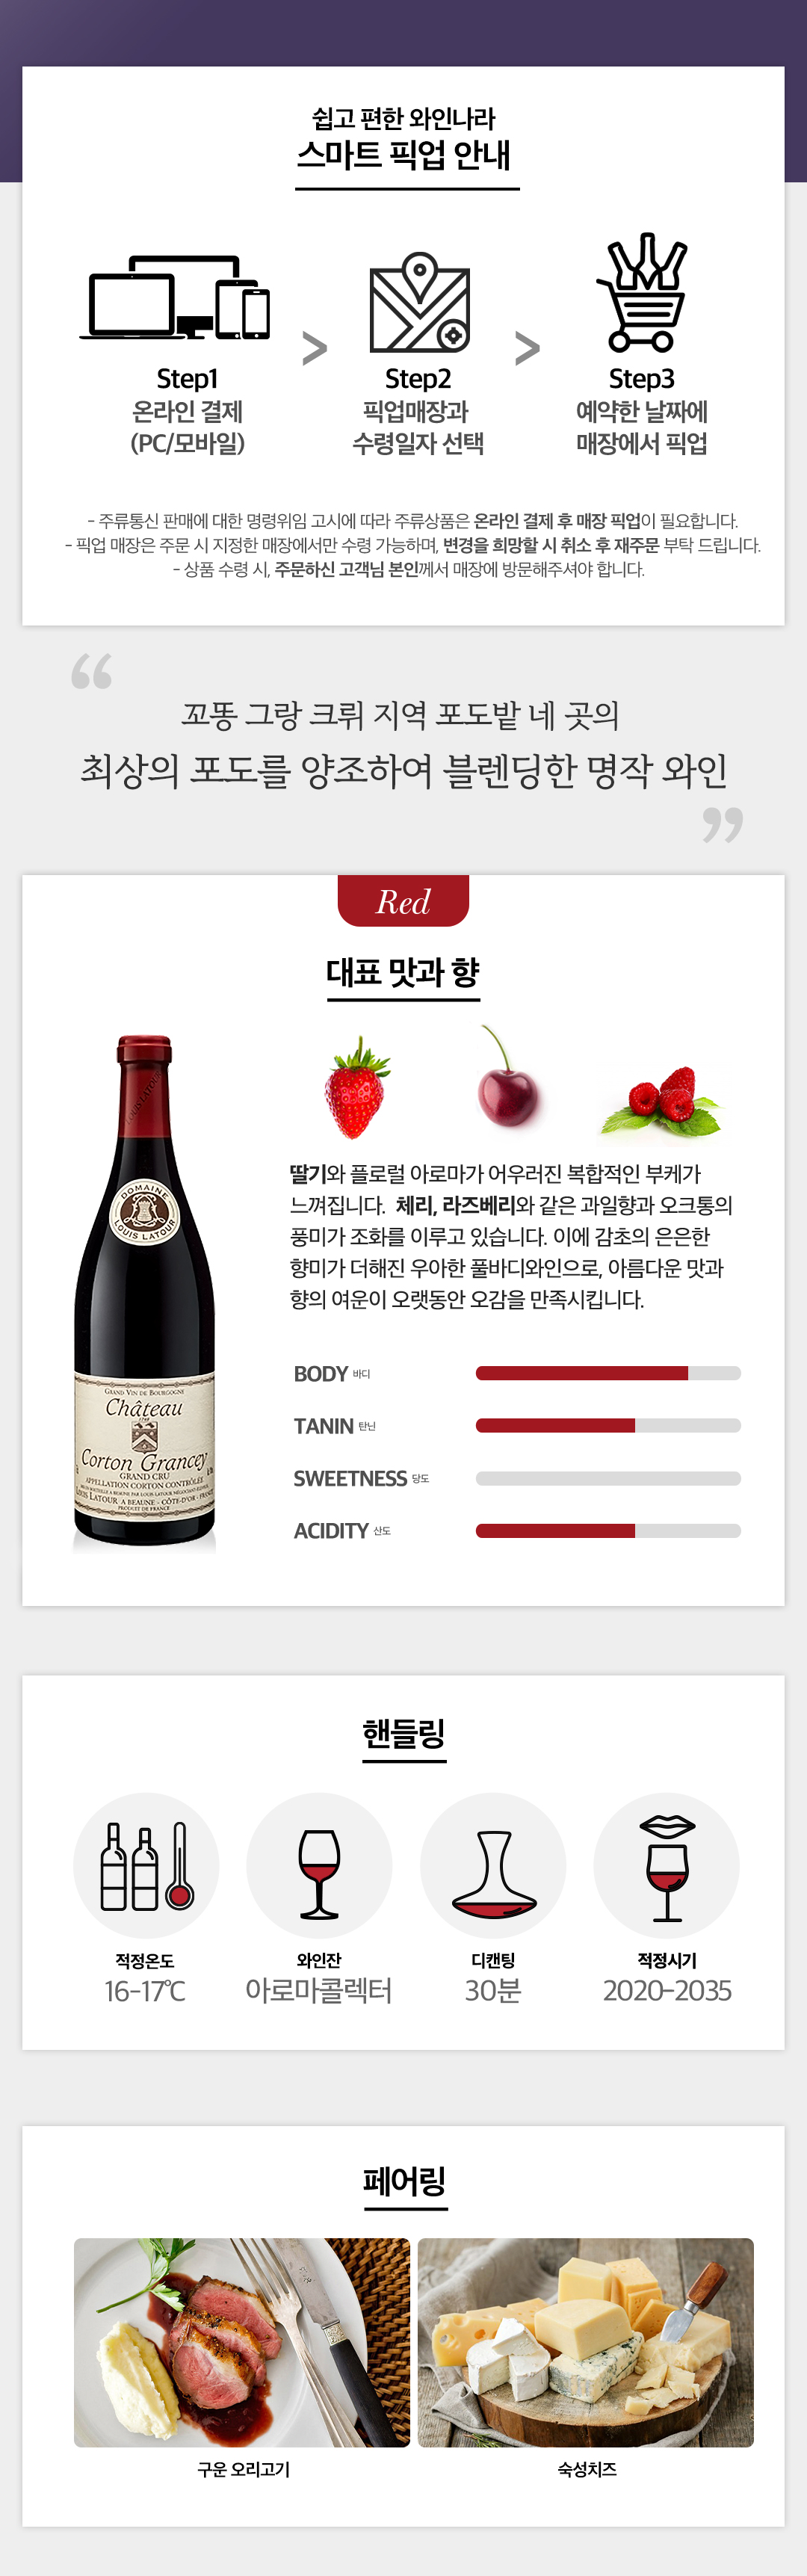 쉽고 편한 와인나라
스마트 픽업 안내
Step1
온라인 결제
(PC/모바일)
>
Step2
픽업매장과
수령일자 선택
>
Step3
예약한 날짜에
매장에서 픽업
- 주류통신 판매에 대한 명령위임 고시에 따라 주류상품은 온라인 결제 후 매장 픽업이 필요합니다.
- 픽업 매장은 주문 시 지정한 매장에서만 수령 가능하며, 변경을 희망할 시 취소 후 재주문 부탁 드립니다.
- 상품 수령 시, 주문하신 고객님 본인께서 매장에 방문해주셔야 합니다.
“
꼬똥 그랑 크뤼 지역 포도밭 네 곳의
최상의 포도를 양조하여 블렌딩한 명작 와인
”
Red
대표 맛과 향
딸기와 플로럴 아로마가 어우러진 복합적인 부케가
느껴집니다. 체리, 라즈베리와 같은 과일향과 오크통의
풍미가 조화를 이루고 있습니다. 이에 감초의 은은한
향미가 더해진 우아한 풀바디와인으로, 아름다운 맛과
향의 여운이 오랫동안 오감을 만족시킵니다.
LOUIS LATOUR
DOMAINE
LOUIS LATOUR
GRAND VIN DE BOURGOGNE
Château
1768
Corton Grancey
GRAND CRU
APPELLATION CORTON CONTRÔLÉE
LOUIS LATOUR A BEAUNE - CÔTE-D'OR - FRANCE
PRODUIT DE FRANCE
BODY 바디
TANIN 탄닌
SWEETNESS 당도
ACIDITY 산도
핸들링
적정온도
16-17℃
와인잔
아로마콜렉터
디캔팅
30분
적정시기
2020-2035
페어링
구운 오리고기
숙성치즈